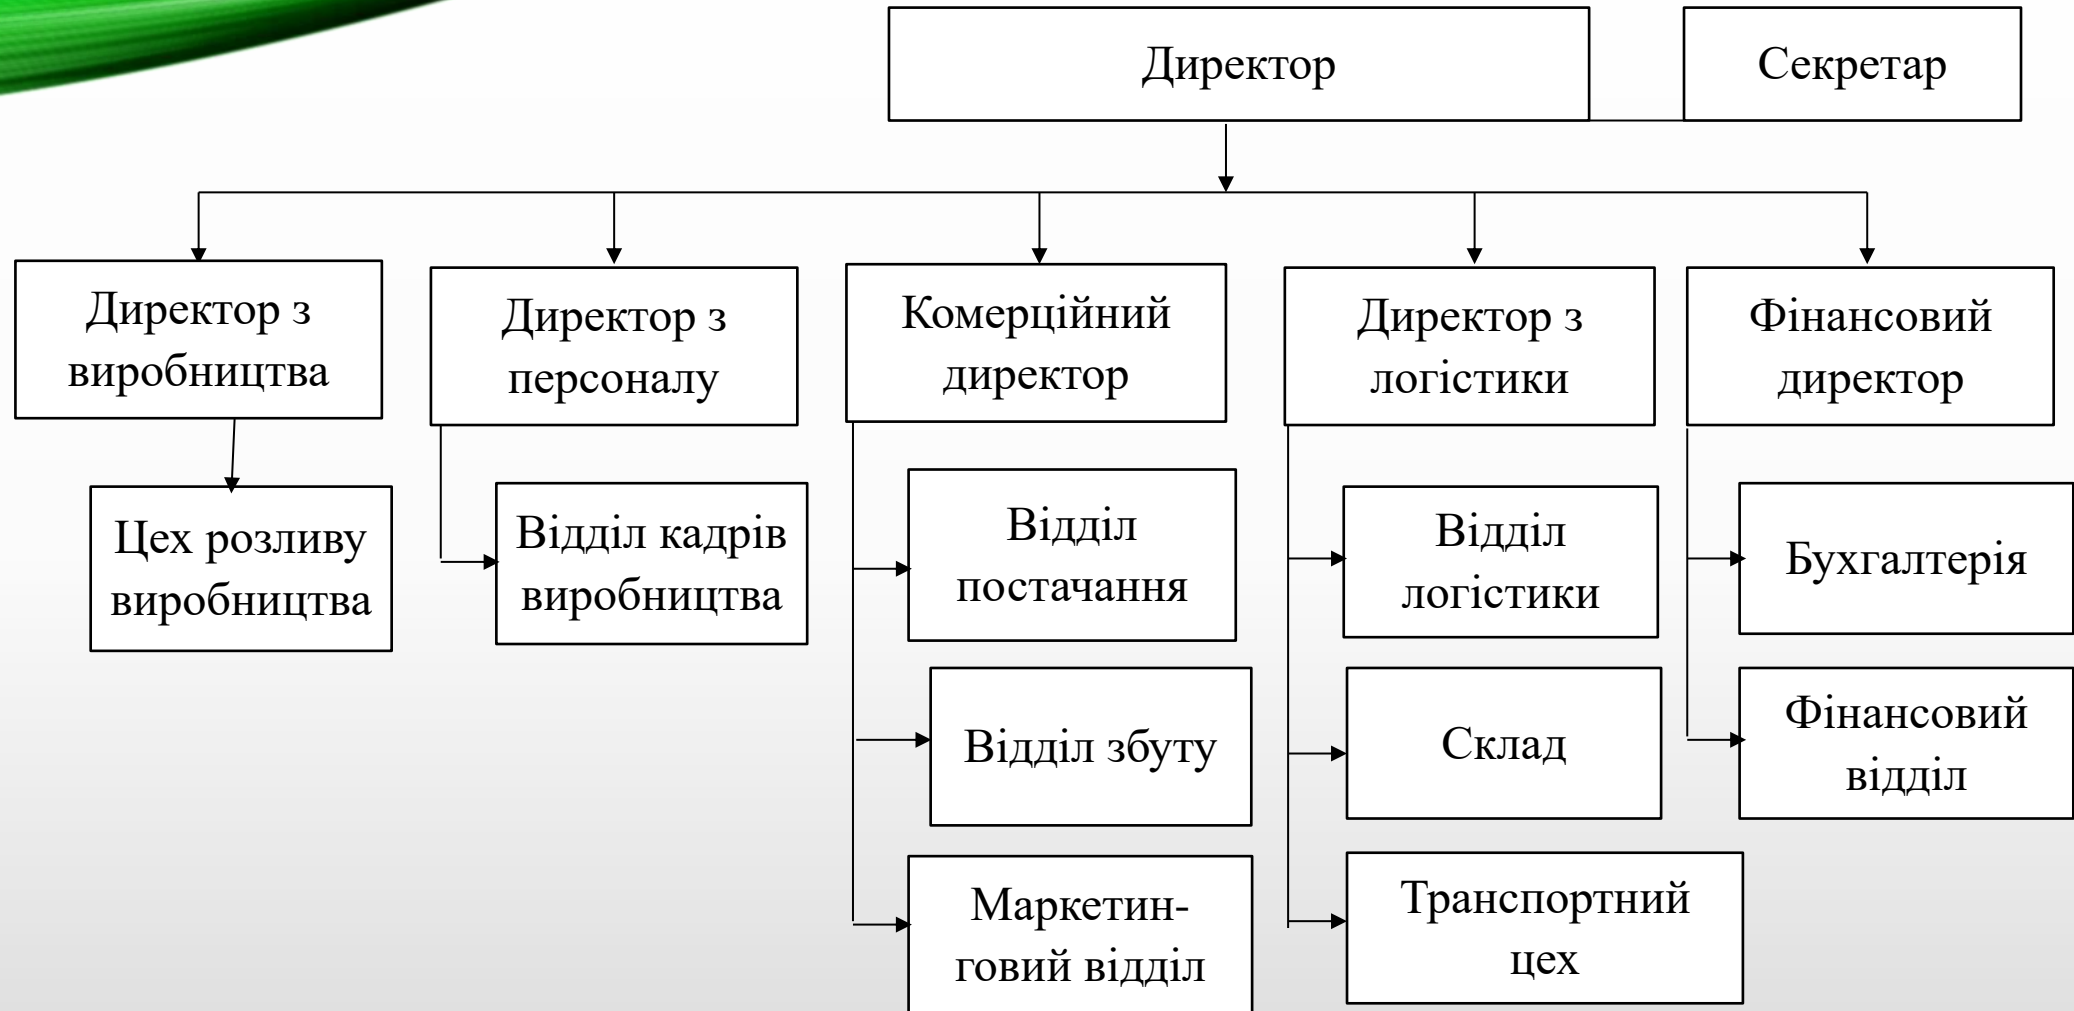 Директор
Секретар
Директор з
виробництва
Директор з
персоналу
Комерційний
директор
Директор з
логістики
Фінансовий
директор
Цех розливу
виробництва
Відділ кадрів
виробництва
Відділ
постачання
Відділ
логістики
Бухгалтерія
Відділ збуту
Склад
Фінансовий
відділ
Маркетин-
говий відділ
Транспортний
цех